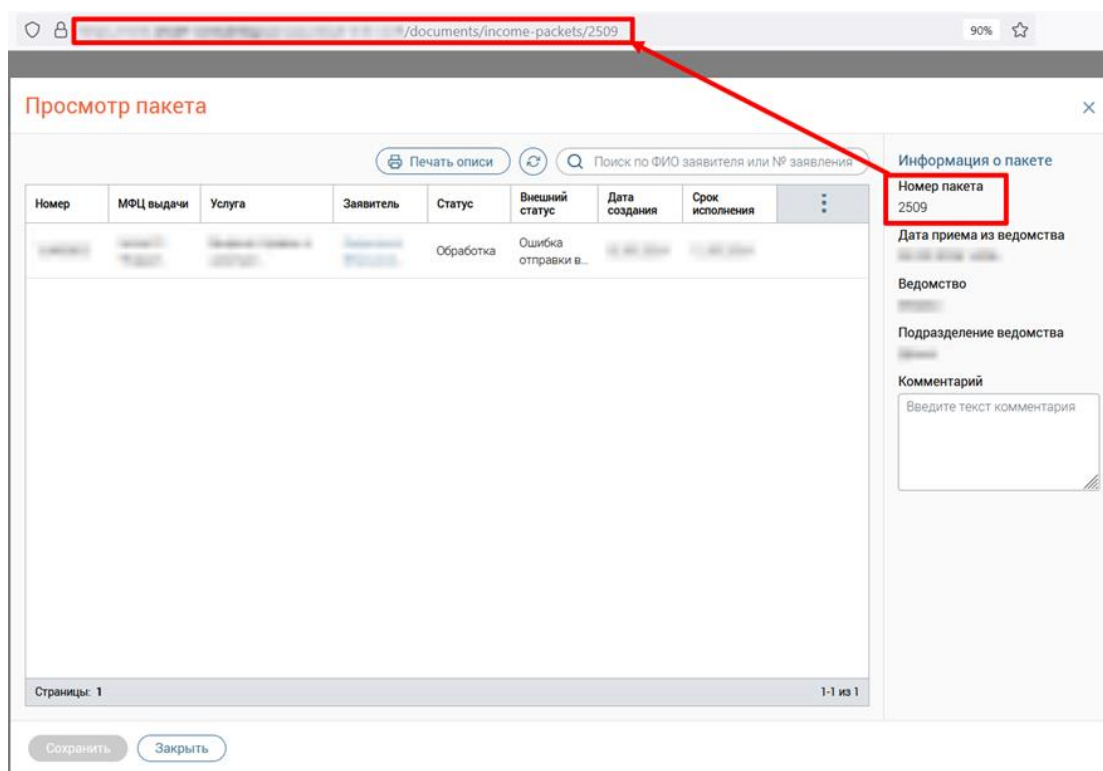 /documents/income-packets/2509
90%
Просмотр пакета
Печать описи
Поиск по ФИО заявителя или № заявления
Номер
МФЦ выдачи
Услуга
Заявитель
Статус
Внешний
статус
Дата
создания
Срок
исполнения
Обработка
Ошибка
отправки в...
Страницы: 1
1-1 из 1
Информация о пакете
Номер пакета
2509
Дата приема из ведомства
Ведомство
Подразделение ведомства
Комментарий
Введите текст комментария
Сохранить
Закрыть